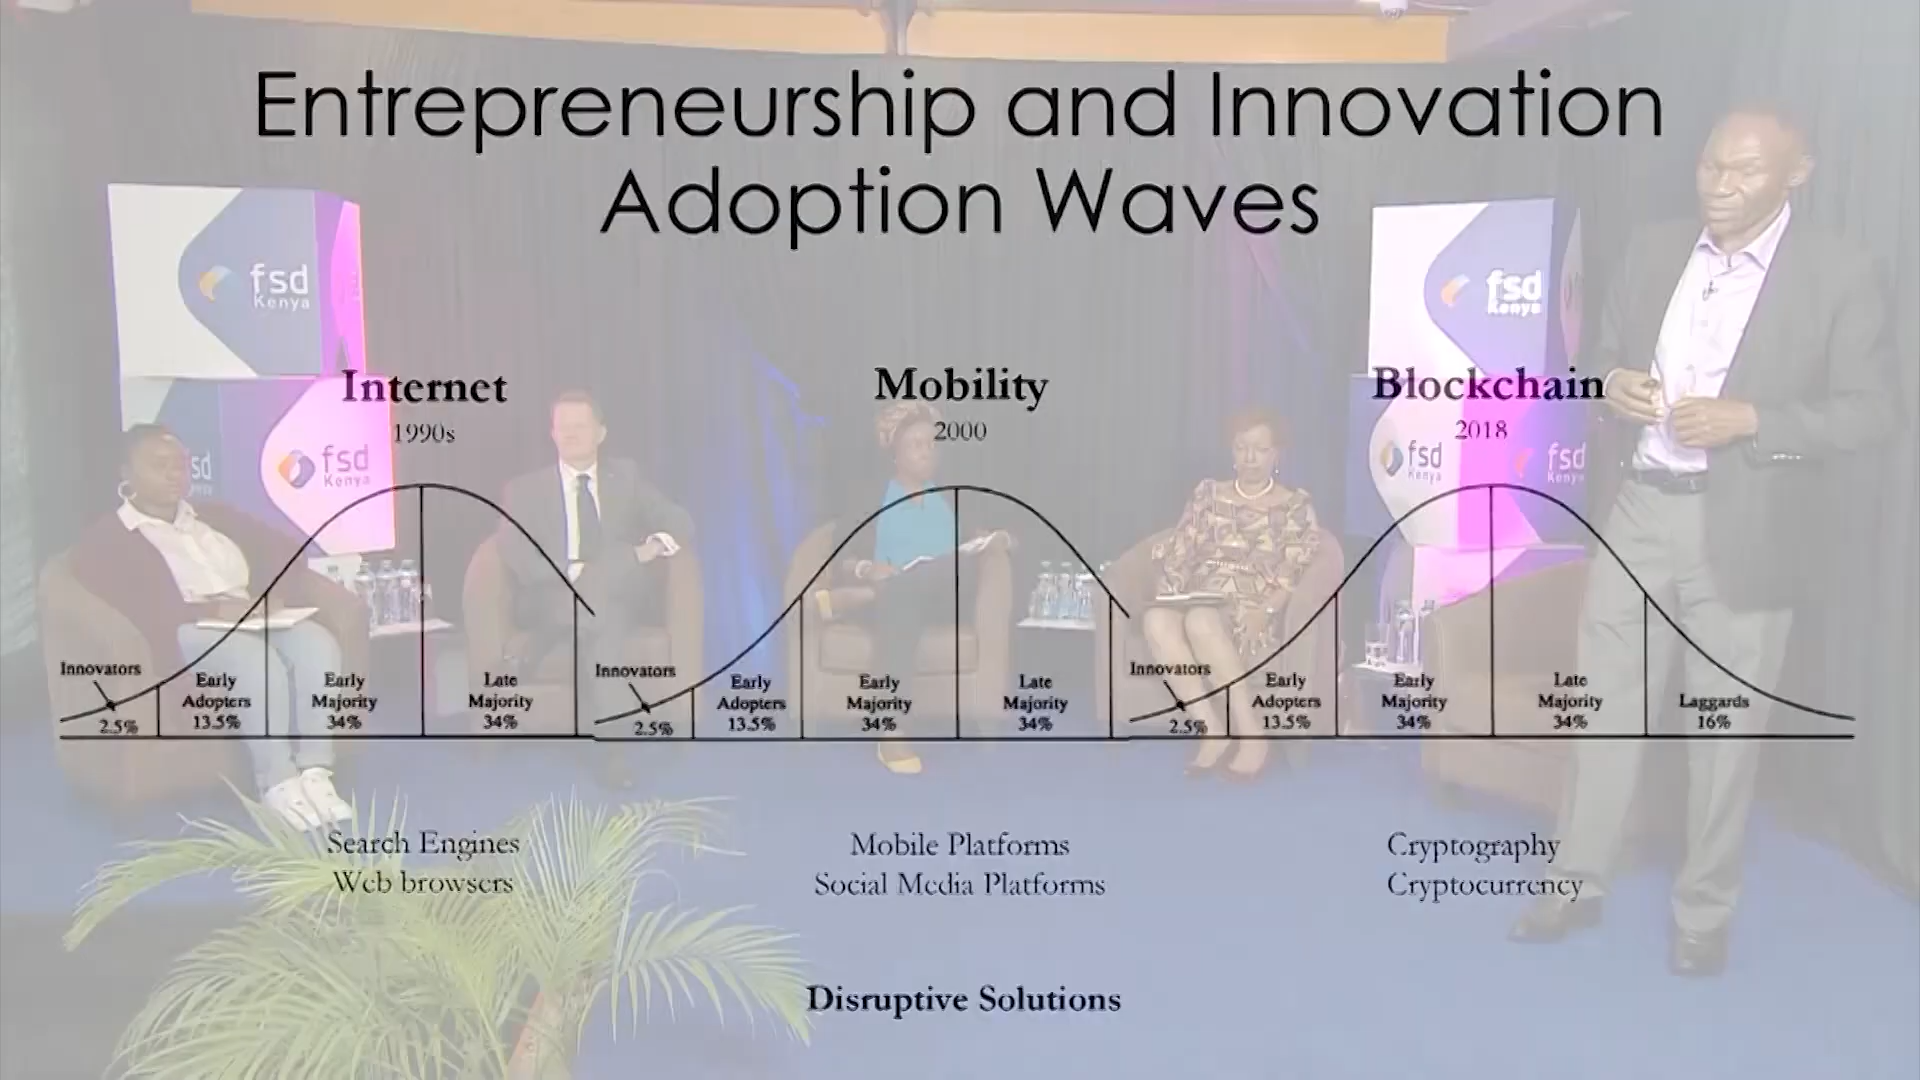 Entrepreneurship and Innovation
Adoption Waves
fsd
Kenya
fsd
Kenya
Internet
1990s
Mobility
2000
Blockchain
2018
sd
fsd
Kenya
fsd
Kenya
fsd
Kenya
Innovators
2.5%
Early
Adopters
13.5%
Early
Majority
34%
Late
Majority
34%
Innovators
2.5%
Early
Adopters
13.5%
Early
Majority
34%
Late
Majority
34%
Innovators
2.5%
Early
Adopters
13.5%
Early
Majority
34%
Late
Majority
34%
Laggards
16%
Search Engines
Web browsers
Mobile Platforms
Social Media Platforms
Cryptography
Cryptocurrency
Disruptive Solutions